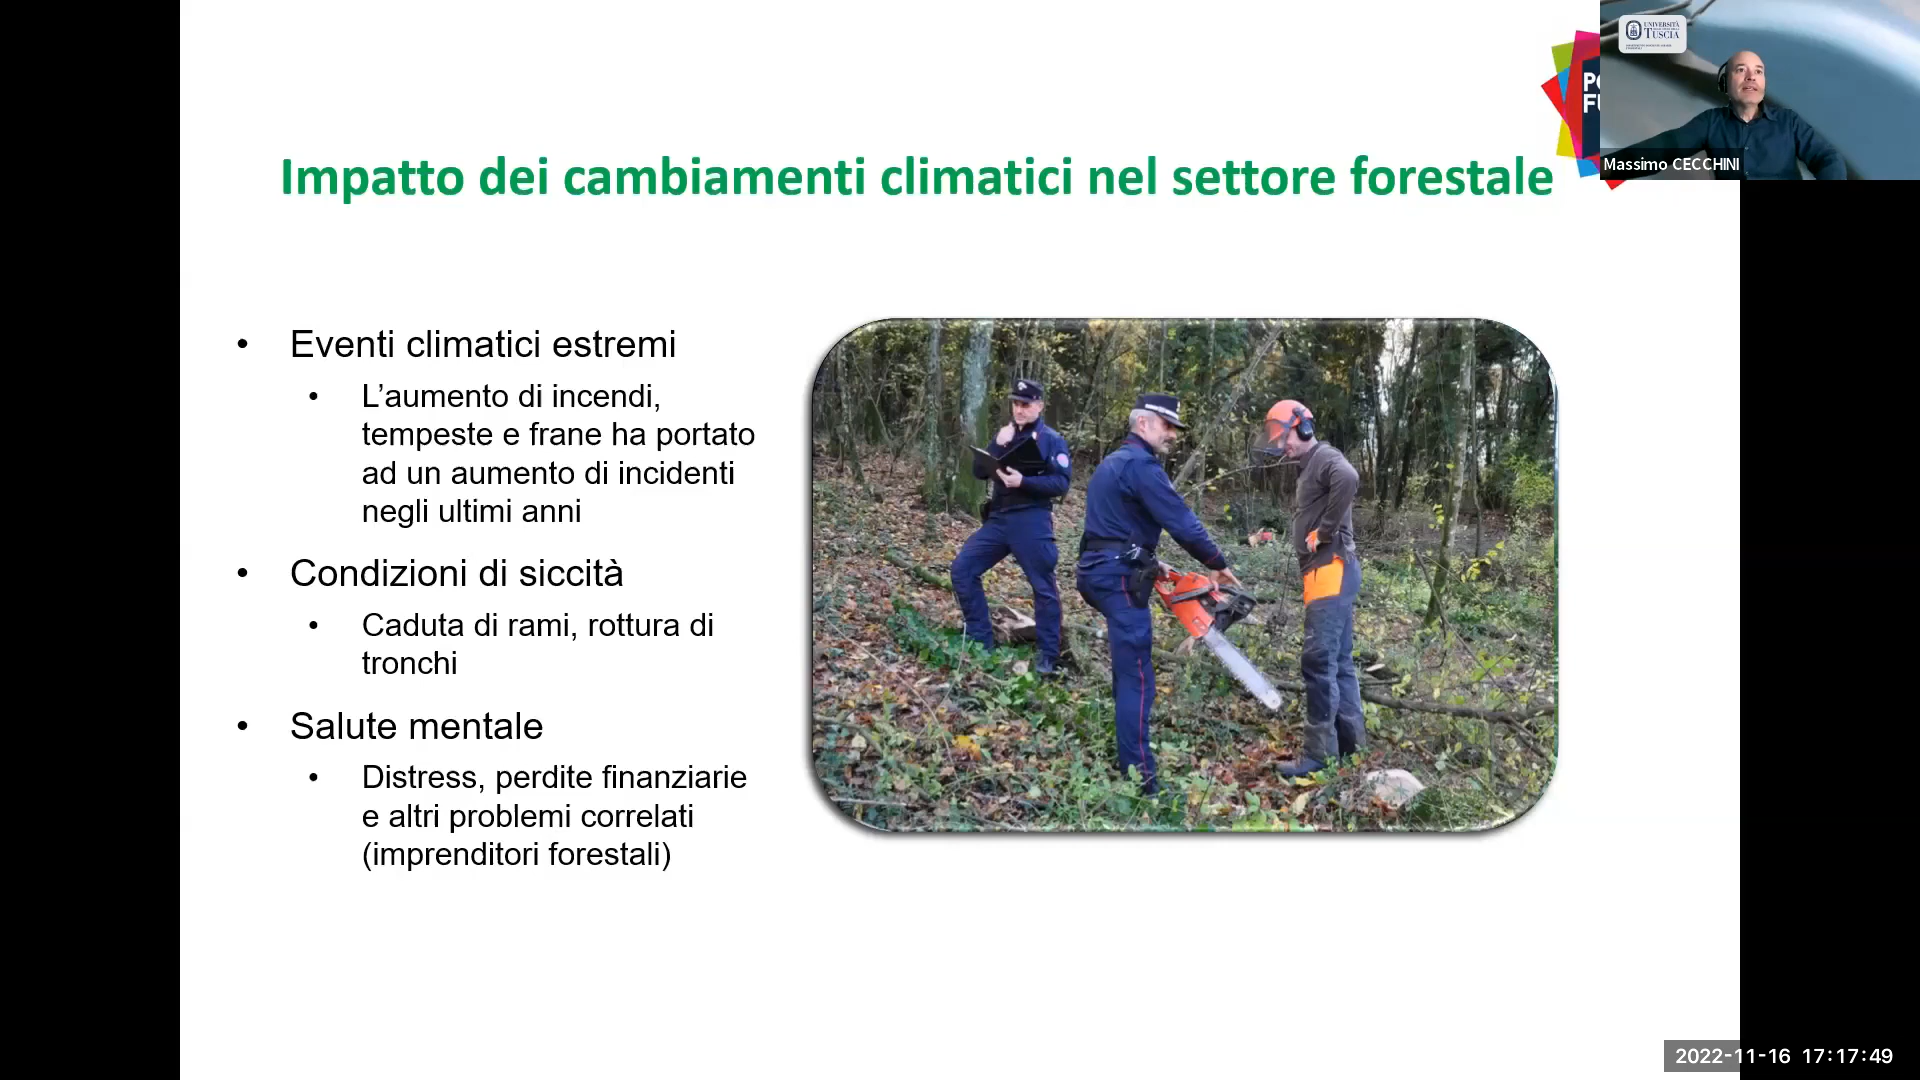 UNIVERSITÀ
TUSCIA
Massimo CECCHINI
Impatto dei cambiamenti climatici nel settore forestale
• Eventi climatici estremi
• L’aumento di incendi,
tempeste e frane ha portato
ad un aumento di incidenti
negli ultimi anni
• Condizioni di siccità
• Caduta di rami, rottura di
tronchi
• Salute mentale
• Distress, perdite finanziarie
e altri problemi correlati
(imprenditori forestali)
2022-11-16 17:17:49